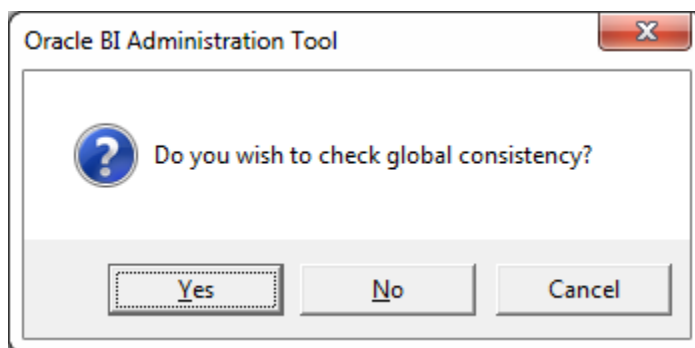 Oracle BI Administration Tool
Do you wish to check global consistency?
Yes No Cancel